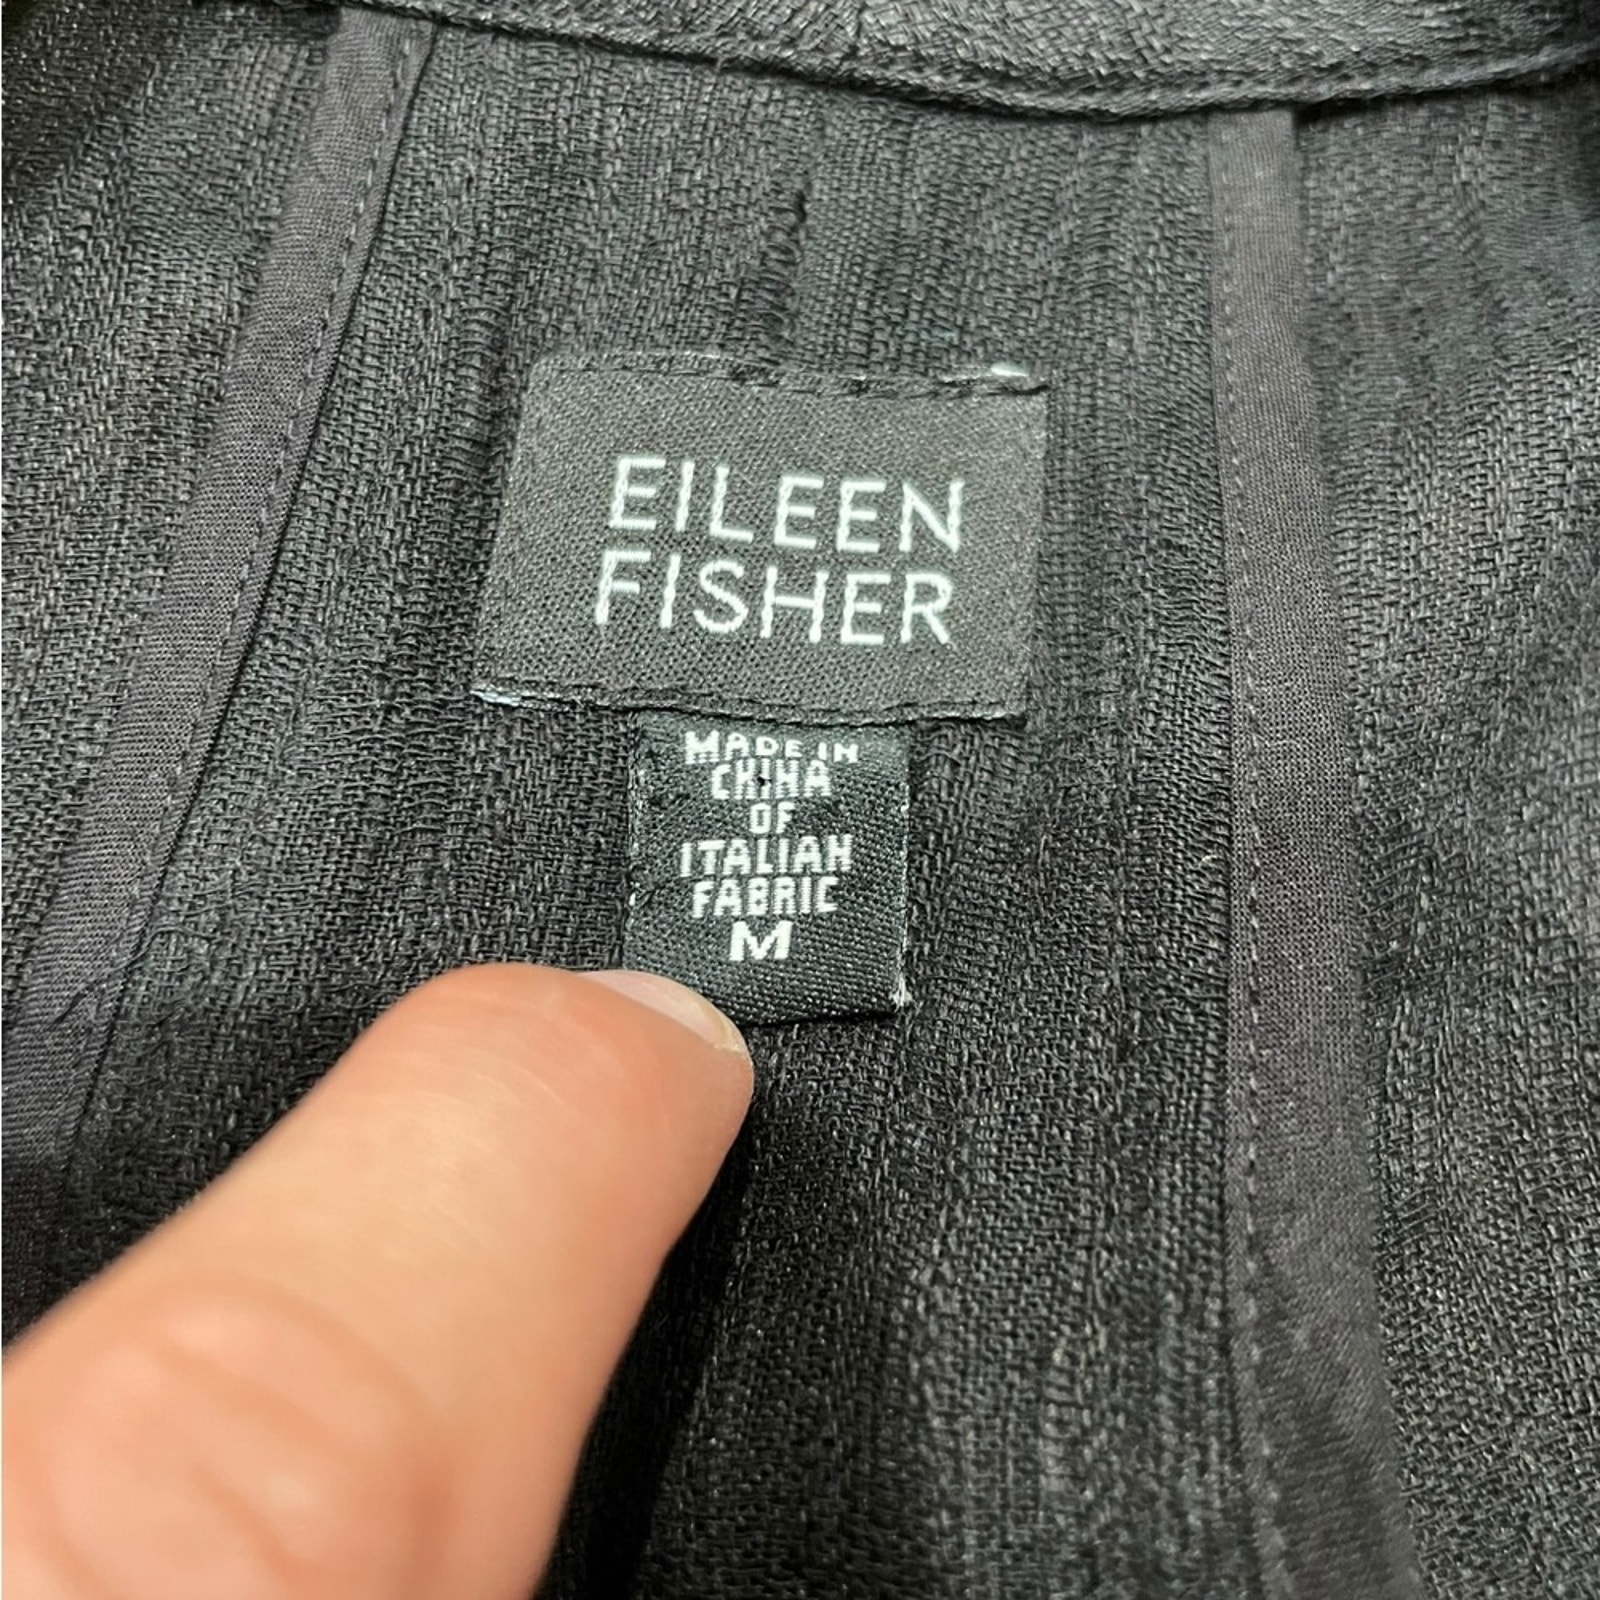 EILEEN
FISHER
MADE IN
CHINA
OF
ITALIAN
FABRIC
M